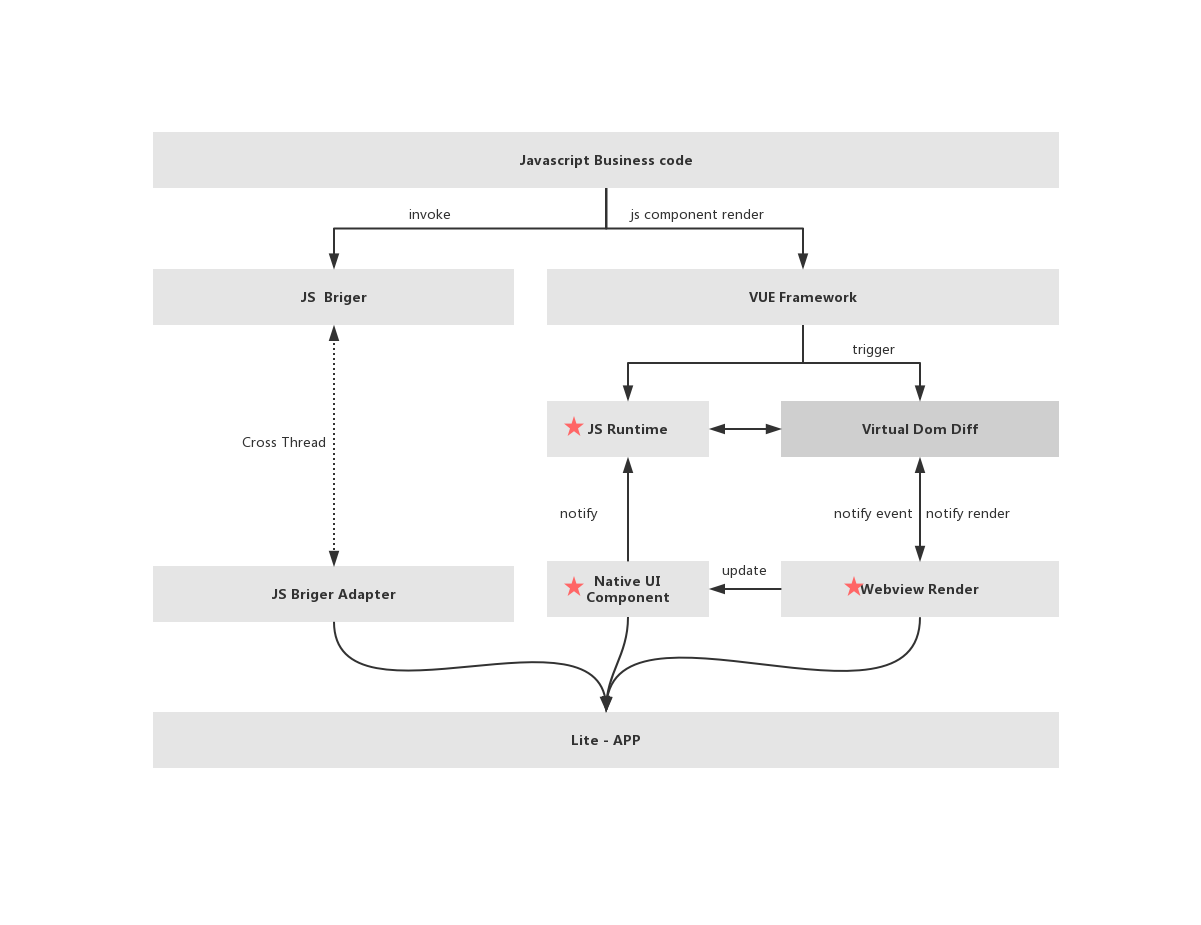 Javascript Business code
invoke
js component render
JS  Briger
VUE Framework
trigger
JS Runtime
Virtual Dom Diff
Cross Thread
notify
notify event
notify render
update
JS Briger Adapter
Native UI
Component
Webview Render
Lite - APP